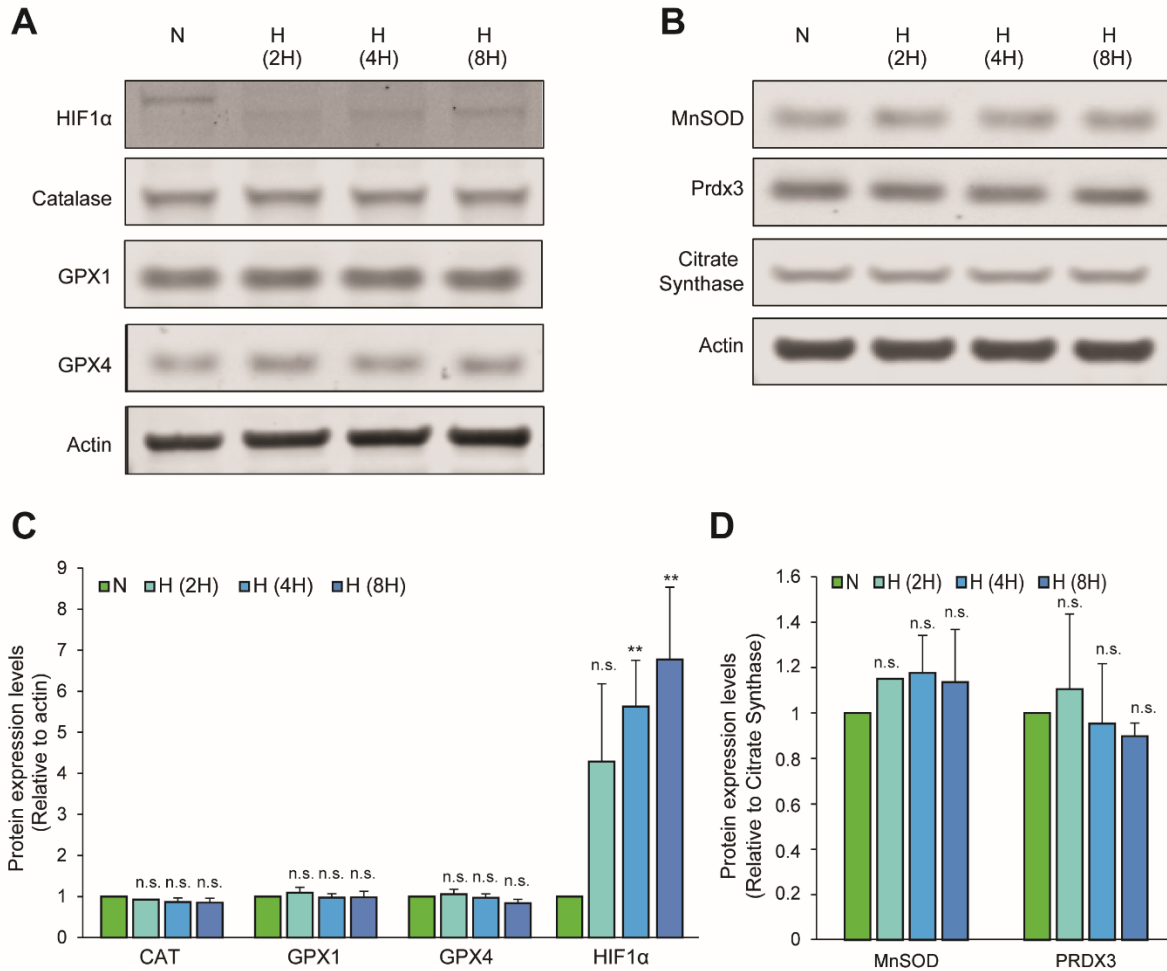 A
N H H H
(2H) (4H) (8H)
HIF1α
Catalase
GPX1
GPX4
Actin
B
N H H H
(2H) (4H) (8H)
MnSOD
Prdx3
Citrate
Synthase
Actin
C
Protein expression levels
(Relative to actin)
9
8
7
6
5
4
3
2
1
0
N H (2H) H (4H) H (8H)
n.s. n.s. n.s.
n.s. n.s. n.s.
n.s. n.s. n.s.
n.s. ** **
CAT GPX1 GPX4 HIF1α
D
Protein expression levels
(Relative to Citrate Synthase)
1.6
1.4
1.2
1
0.8
0.6
0.4
0.2
0
N H (2H) H (4H) H (8H)
n.s. n.s. n.s.
n.s. n.s. n.s.
MnSOD PRDX3